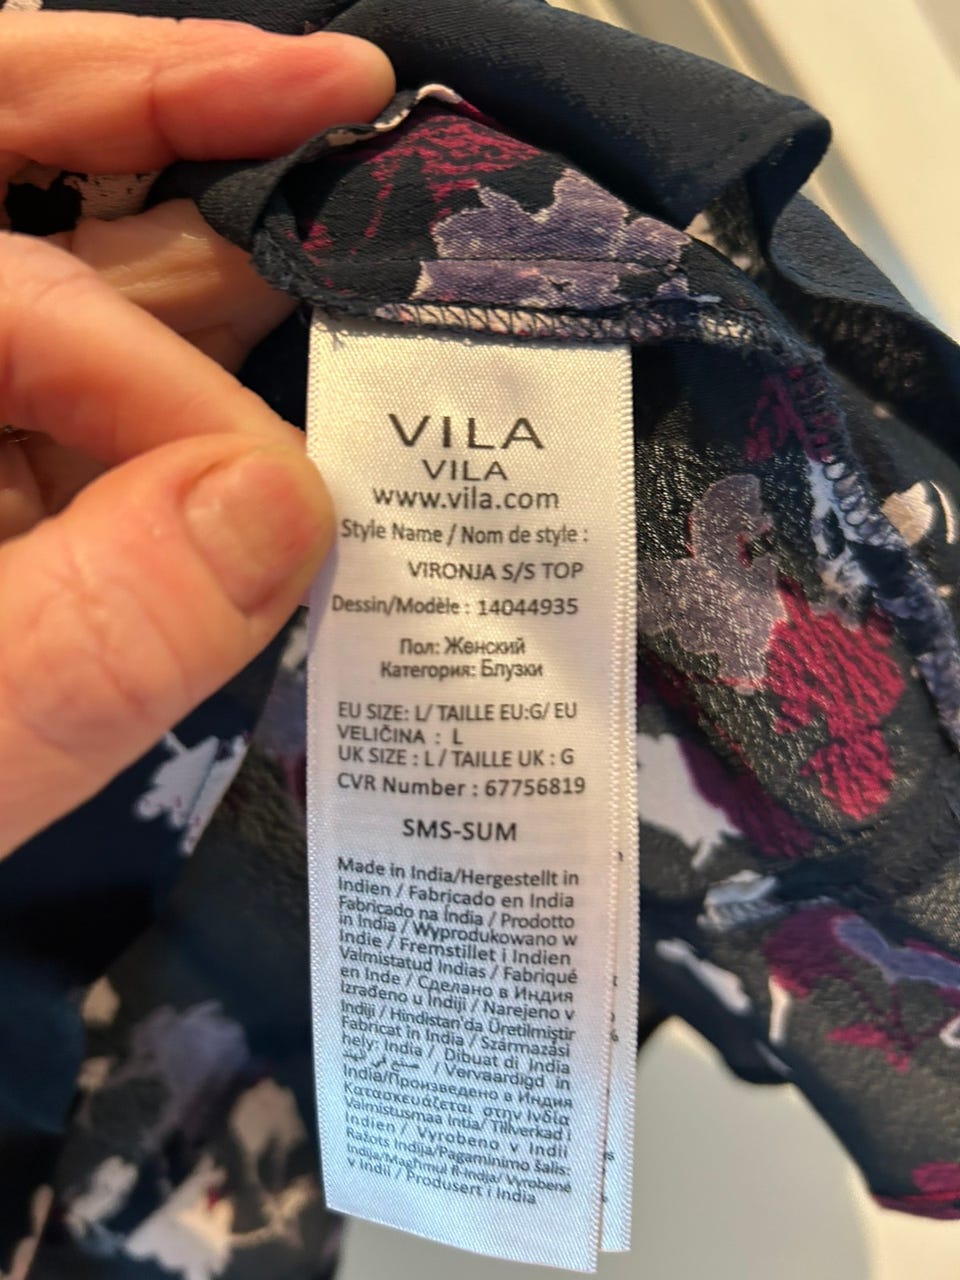 VILA
VILA
www.vila.com
Style Name / Nom de style :
VIRONJA S/S TOP
Dessin/Modèle : 14044935
Пол: Женский
Категория: Блузки
EU SIZE: L/ TAILLE EU:G/ EU
VELIČINA : L
UK SIZE : L / TAILLE UK : G
CVR Number : 67756819
SMS-SUM
Made in India/Hergestellt in
Indien / Fabricado en India
Fabricado na Índia / Prodotto
in India / Wyprodukowano w
Indie / Fremstillet i Indien
Valmistatud Indias / Fabriqué
en Inde / Сделано в Индия
Izrađeno u Indiji / Narejeno v
Indiji / Hindistan'da Üretilmiştir
Fabricat în India / Származási
hely: India / Dibuat di India
صنع في الهند / Vervaardigd in
India/Произведено в Индия
Κατασκευάζεται στην Ινδία
Valmistusmaa Intia/ Tillverkad i
Indien / Vyrobeno v Indii
Ražots Indijā/Pagaminimo šalis:
Indija/Magħmul fl-Indja/ Vyrobené
v Indii / Produsert i India